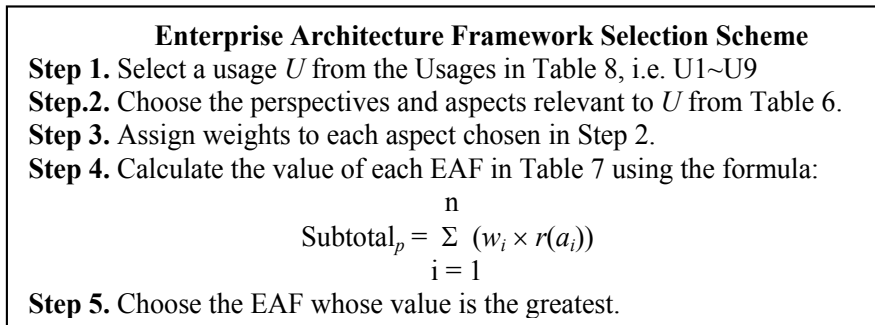 Enterprise Architecture Framework Selection Scheme
Step 1. Select a usage U from the Usages in Table 8, i.e. U1~U9
Step.2. Choose the perspectives and aspects relevant to U from Table 6.
Step 3. Assign weights to each aspect chosen in Step 2.
Step 4. Calculate the value of each EAF in Table 7 using the formula:
n
Subtotalₚ = Σ (wᵢ × r(aᵢ))
i = 1
Step 5. Choose the EAF whose value is the greatest.